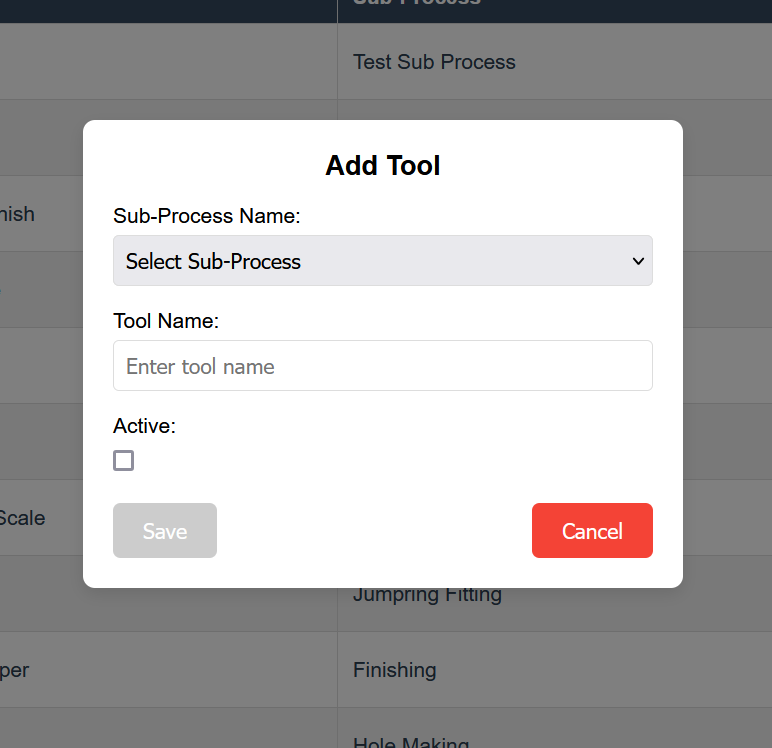 Sub-Process
Test Sub Process
Add Tool
Sub-Process Name:
nish
Select Sub-Process
Tool Name:
Enter tool name
Active:
Scale
Save
Cancel
Jumpring Fitting
per
Finishing
Hole Making